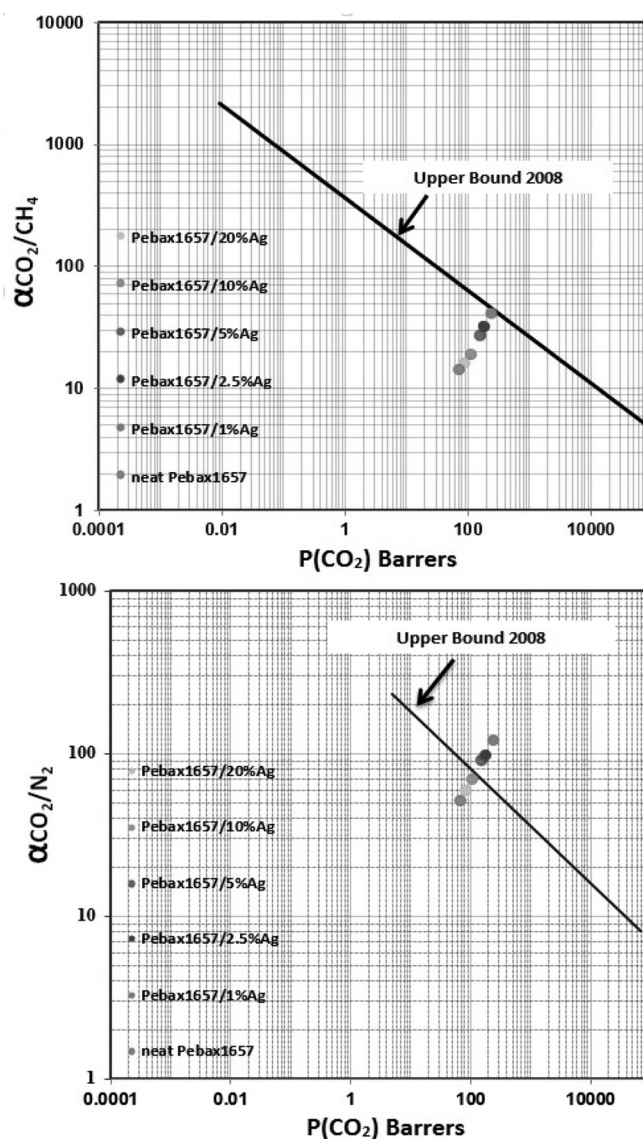 10000
1000
100
10
1
αCO₂/CH₄
Upper Bound 2008
Pebax1657/20%Ag
Pebax1657/10%Ag
Pebax1657/5%Ag
Pebax1657/2.5%Ag
Pebax1657/1%Ag
neat Pebax1657
0.0001 0.01 1 100 10000
P(CO₂) Barrers
1000
100
10
1
αCO₂/N₂
Upper Bound 2008
Pebax1657/20%Ag
Pebax1657/10%Ag
Pebax1657/5%Ag
Pebax1657/2.5%Ag
Pebax1657/1%Ag
neat Pebax1657
0.0001 0.01 1 100 10000
P(CO₂) Barrers